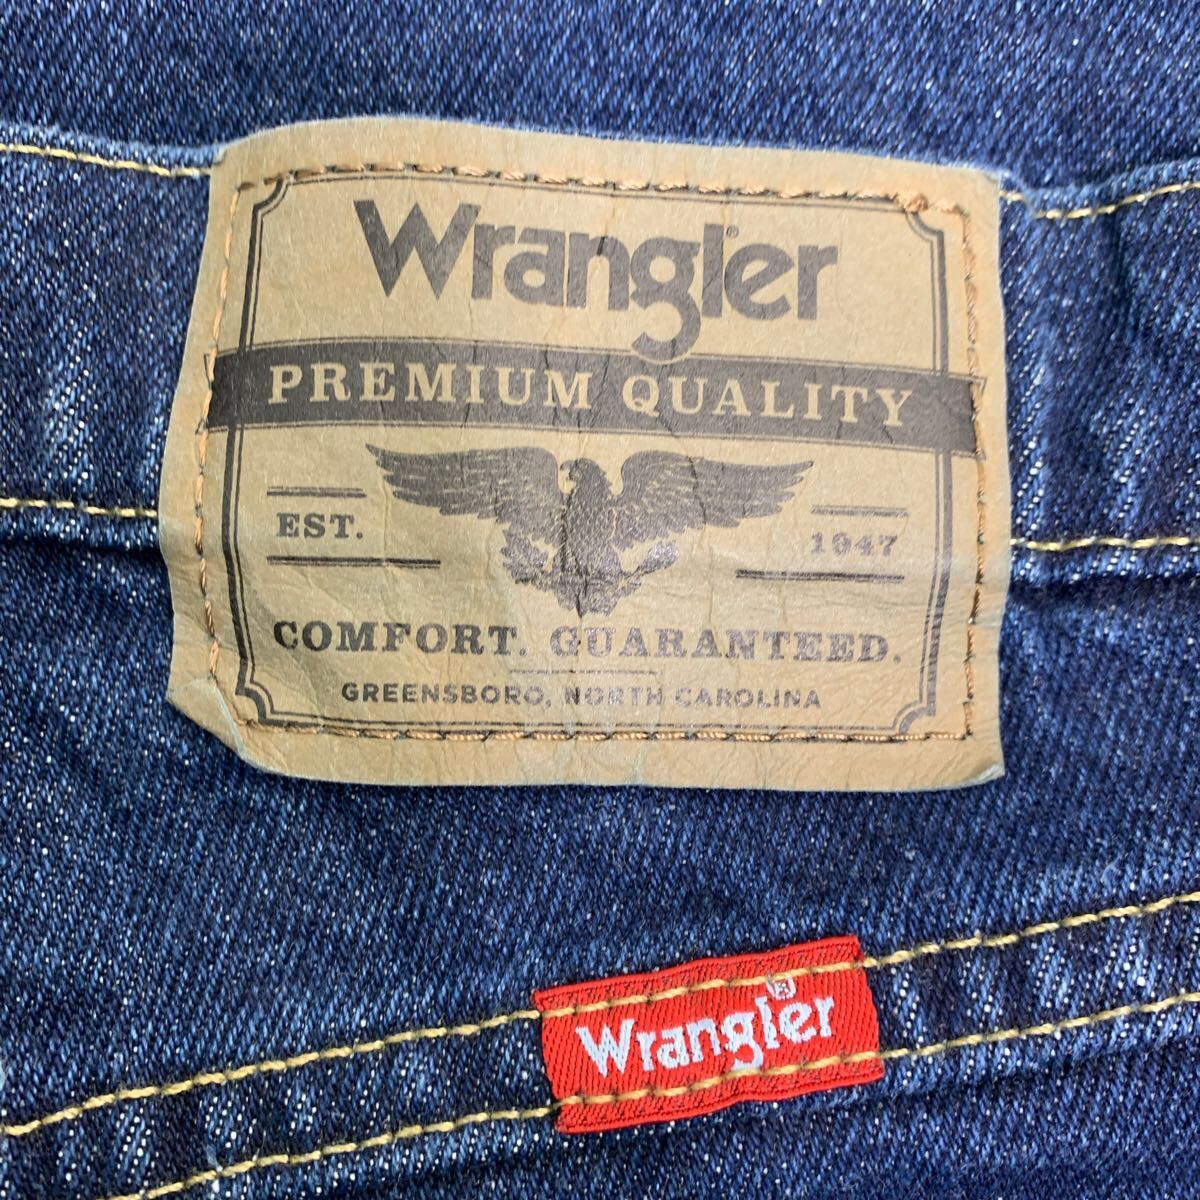 Wrangler®
PREMIUM QUALITY
EST. 1947
COMFORT. GUARANTEED.
GREENSBORO, NORTH CAROLINA
Wrangler®